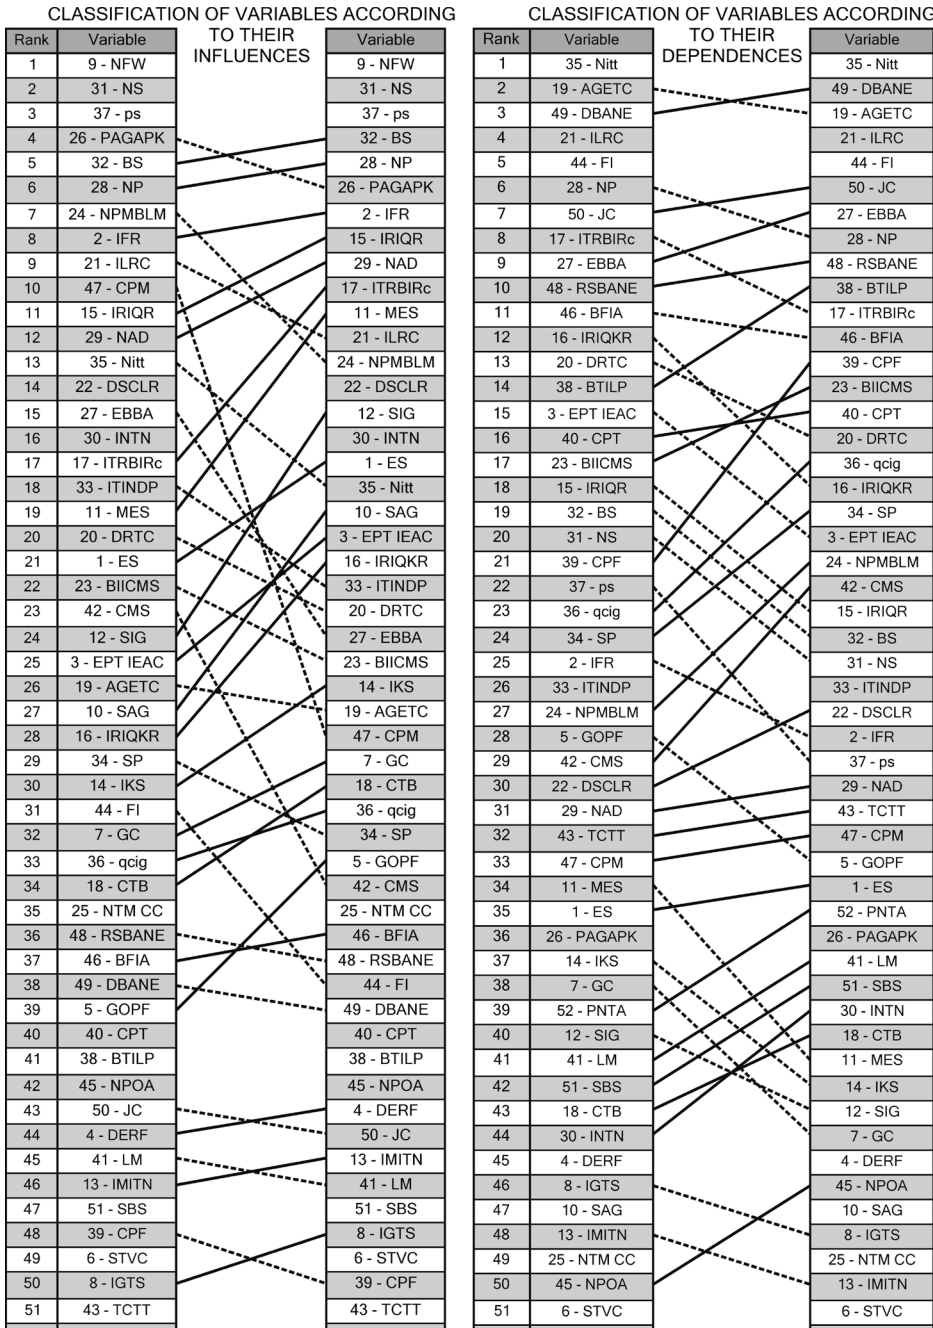 CLASSIFICATION OF VARIABLES ACCORDING
TO THEIR
INFLUENCES
Rank Variable Variable
1 9 - NFW 9 - NFW
2 31 - NS 31 - NS
3 37 - ps 37 - ps
4 26 - PAGAPK 32 - BS
5 32 - BS 28 - NP
6 28 - NP 26 - PAGAPK
7 24 - NPMBLM 2 - IFR
8 2 - IFR 15 - IRIQR
9 21 - ILRC 29 - NAD
10 47 - CPM 17 - ITRBIRc
11 15 - IRIQR 11 - MES
12 29 - NAD 21 - ILRC
13 35 - Nitt 24 - NPMBLM
14 22 - DSCLR 22 - DSCLR
15 27 - EBBA 12 - SIG
16 30 - INTN 30 - INTN
17 17 - ITRBIRc 1 - ES
18 33 - ITINDP 35 - Nitt
19 11 - MES 10 - SAG
20 20 - DRTC 3 - EPT IEAC
21 1 - ES 16 - IRIQKR
22 23 - BIICMS 33 - ITINDP
23 42 - CMS 20 - DRTC
24 12 - SIG 27 - EBBA
25 3 - EPT IEAC 23 - BIICMS
26 19 - AGETC 14 - IKS
27 10 - SAG 19 - AGETC
28 16 - IRIQKR 47 - CPM
29 34 - SP 7 - GC
30 14 - IKS 18 - CTB
31 44 - FI 36 - qcig
32 7 - GC 34 - SP
33 36 - qcig 5 - GOPF
34 18 - CTB 42 - CMS
35 25 - NTM CC 25 - NTM CC
36 48 - RSBANE 46 - BFIA
37 46 - BFIA 48 - RSBANE
38 49 - DBANE 44 - FI
39 5 - GOPF 49 - DBANE
40 40 - CPT 40 - CPT
41 38 - BTILP 38 - BTILP
42 45 - NPOA 45 - NPOA
43 50 - JC 4 - DERF
44 4 - DERF 50 - JC
45 41 - LM 13 - IMITN
46 13 - IMITN 41 - LM
47 51 - SBS 51 - SBS
48 39 - CPF 8 - IGTS
49 6 - STVC 6 - STVC
50 8 - IGTS 39 - CPF
51 43 - TCTT 43 - TCTT
CLASSIFICATION OF VARIABLES ACCORDING
TO THEIR
DEPENDENCES
Rank Variable Variable
1 35 - Nitt 35 - Nitt
2 19 - AGETC 49 - DBANE
3 49 - DBANE 19 - AGETC
4 21 - ILRC 21 - ILRC
5 44 - FI 44 - FI
6 28 - NP 50 - JC
7 50 - JC 27 - EBBA
8 17 - ITRBIRc 28 - NP
9 27 - EBBA 48 - RSBANE
10 48 - RSBANE 38 - BTILP
11 46 - BFIA 17 - ITRBIRc
12 16 - IRIQKR 46 - BFIA
13 20 - DRTC 39 - CPF
14 38 - BTILP 23 - BIICMS
15 3 - EPT IEAC 40 - CPT
16 40 - CPT 20 - DRTC
17 23 - BIICMS 36 - qcig
18 15 - IRIQR 16 - IRIQKR
19 32 - BS 34 - SP
20 31 - NS 3 - EPT IEAC
21 39 - CPF 24 - NPMBLM
22 37 - ps 42 - CMS
23 36 - qcig 15 - IRIQR
24 34 - SP 32 - BS
25 2 - IFR 31 - NS
26 33 - ITINDP 33 - ITINDP
27 24 - NPMBLM 22 - DSCLR
28 5 - GOPF 2 - IFR
29 42 - CMS 37 - ps
30 22 - DSCLR 29 - NAD
31 29 - NAD 43 - TCTT
32 43 - TCTT 47 - CPM
33 47 - CPM 5 - GOPF
34 11 - MES 1 - ES
35 1 - ES 52 - PNTA
36 26 - PAGAPK 26 - PAGAPK
37 14 - IKS 41 - LM
38 7 - GC 51 - SBS
39 52 - PNTA 30 - INTN
40 12 - SIG 18 - CTB
41 41 - LM 11 - MES
42 51 - SBS 14 - IKS
43 18 - CTB 12 - SIG
44 30 - INTN 7 - GC
45 4 - DERF 4 - DERF
46 8 - IGTS 45 - NPOA
47 10 - SAG 10 - SAG
48 13 - IMITN 8 - IGTS
49 25 - NTM CC 25 - NTM CC
50 45 - NPOA 13 - IMITN
51 6 - STVC 6 - STVC